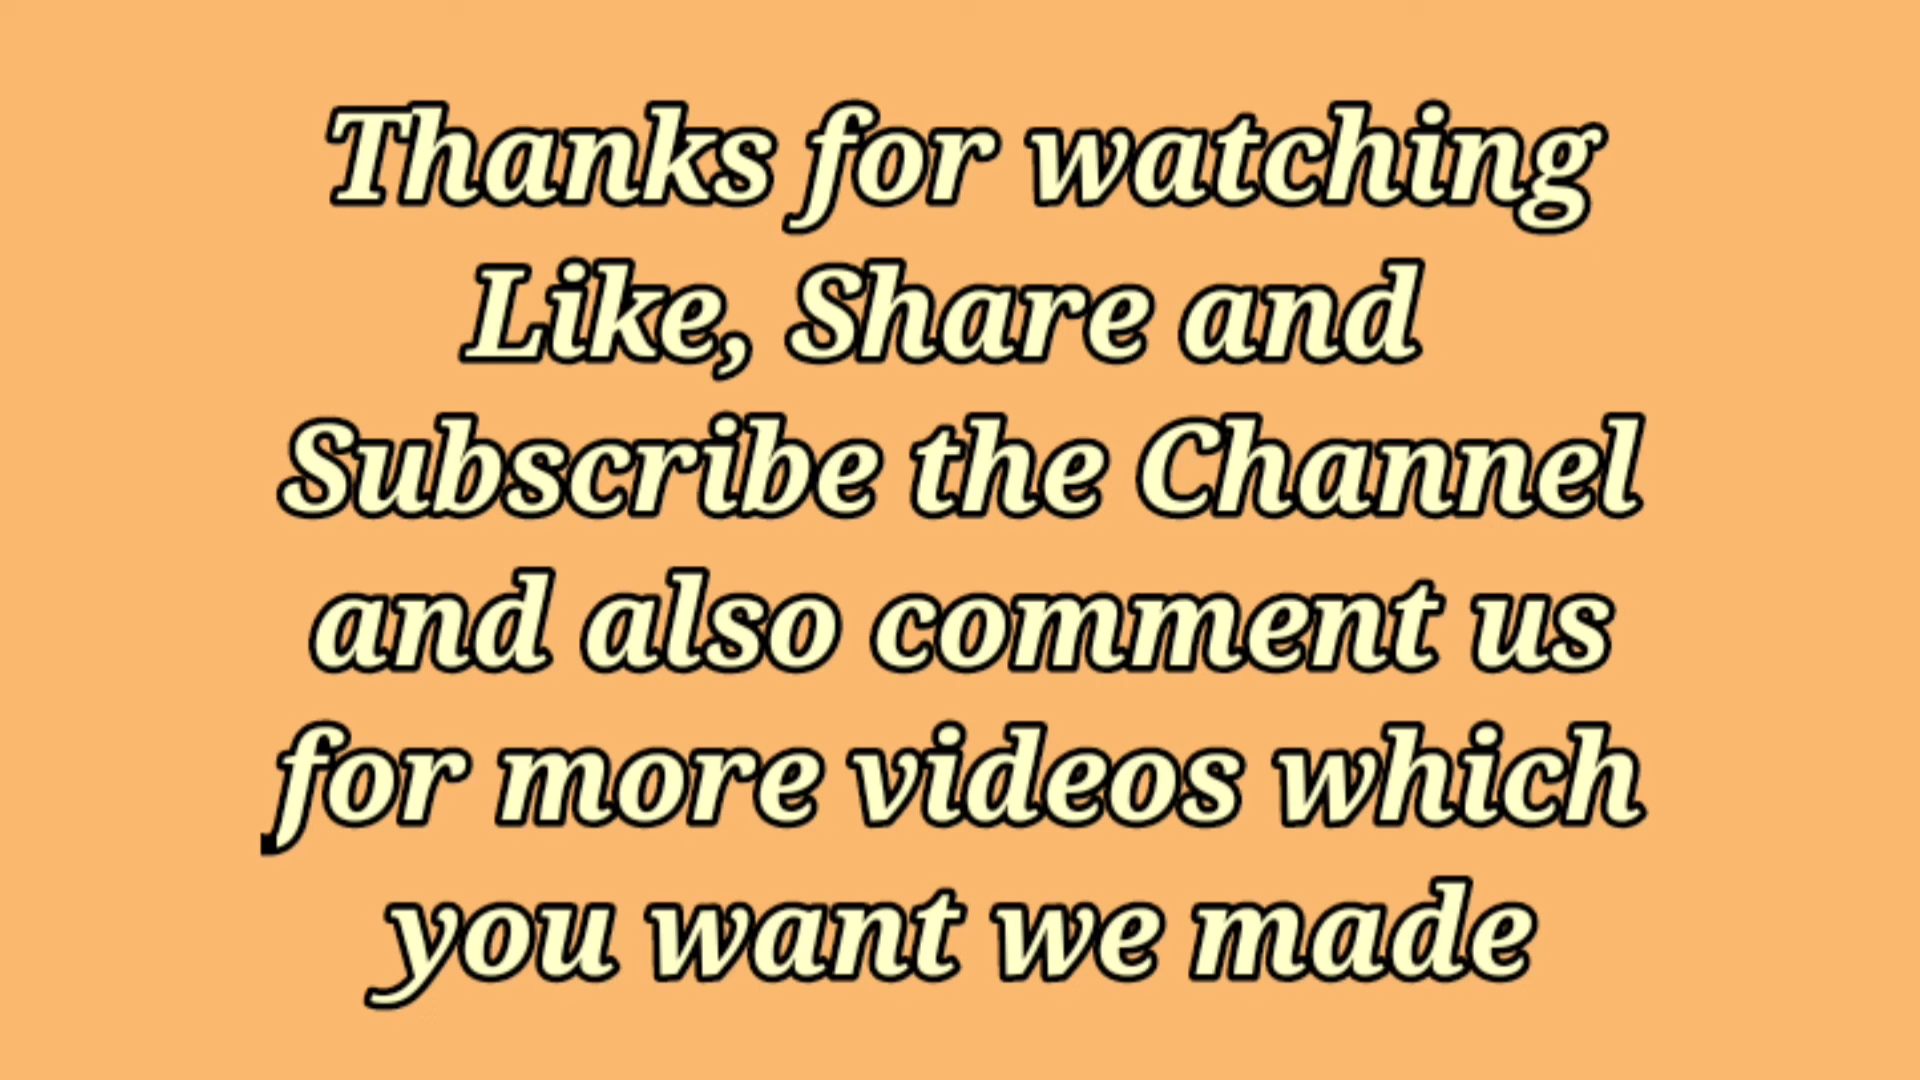 Thanks for watching
Like, Share and
Subscribe the Channel
and also comment us
for more videos which
you want we made